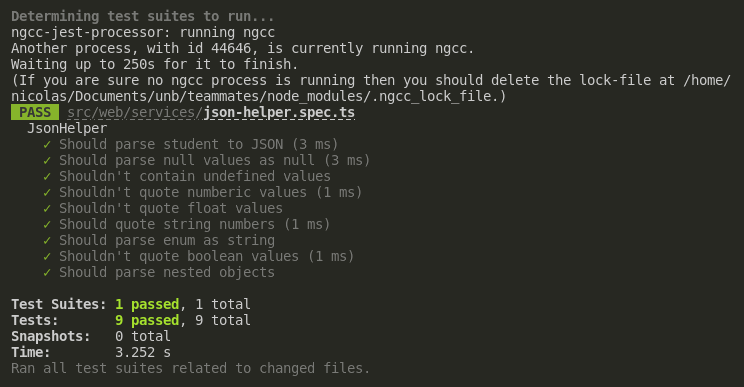 Determining test suites to run...
ngcc-jest-processor: running ngcc
Another process, with id 44646, is currently running ngcc.
Waiting up to 250s for it to finish.
(If you are sure no ngcc process is running then you should delete the lock-file at /home/
nicolas/Documents/unb/teammates/node_modules/.ngcc_lock_file.)
PASS src/web/services/json-helper.spec.ts
JsonHelper
✓ Should parse student to JSON (3 ms)
✓ Should parse null values as null (3 ms)
✓ Shouldn't contain undefined values
✓ Shouldn't quote numberic values (1 ms)
✓ Shouldn't quote float values
✓ Should quote string numbers (1 ms)
✓ Should parse enum as string
✓ Shouldn't quote boolean values (1 ms)
✓ Should parse nested objects
Test Suites: 1 passed, 1 total
Tests: 9 passed, 9 total
Snapshots: 0 total
Time: 3.252 s
Ran all test suites related to changed files.